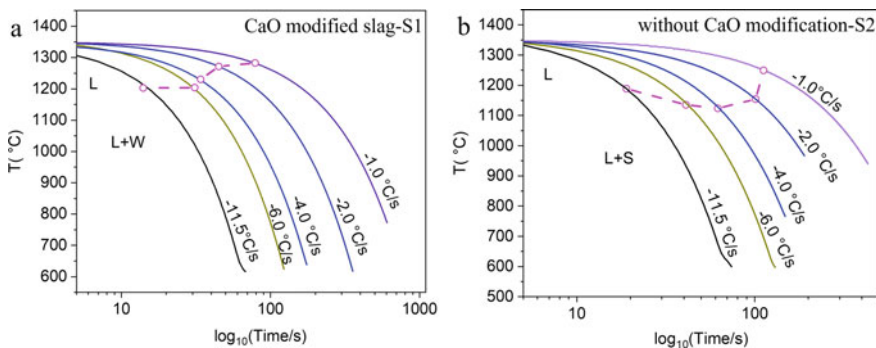 a
CaO modified slag-S1
T( °C)
1400
1300
1200
1100
1000
900
800
700
600
L
L+W
-11.5°C/s
-6.0 °C/s
-4.0 °C/s
-2.0 °C/s
-1.0 °C/s
10
100
1000
log10(Time/s)
b
without CaO modification-S2
T( °C)
1400
1300
1200
1100
1000
900
800
700
600
500
L
L+S
-11.5°C/s
-6.0 °C/s
-4.0 °C/s
-2.0 °C/s
-1.0°C/s
10
100
log10(Time/s)